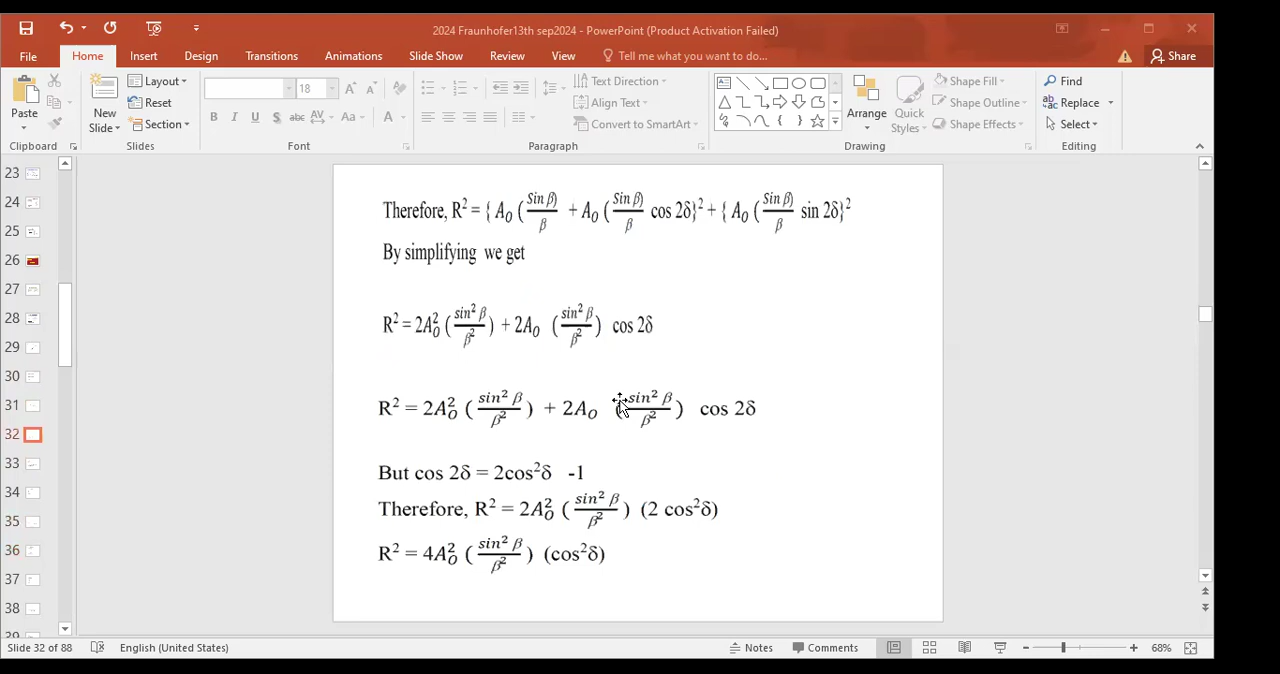 2024 Fraunhofer13th sep2024 - PowerPoint (Product Activation Failed)
File Home Insert Design Transitions Animations Slide Show Review View Tell me what you want to do... Share
Paste
Clipboard
New Slide
Layout
Reset
Section
Slides
18
B I U S abc AV Aa A
Font
Text Direction
Align Text
Convert to SmartArt
Paragraph
Arrange
Quick Styles
Shape Fill
Shape Outline
Shape Effects
Drawing
Find
Replace
Select
Editing
23
24
25
26
27
28
29
30
31
32
33
34
35
36
37
38
39
Therefore, R² = { A₀ (Sin β)/β + A₀ (Sin β)/β cos 2δ}² + { A₀ (Sin β)/β sin 2δ}²
By simplifying we get
R² = 2A₀² (sin² β/β²) + 2A₀ (sin² β/β²) cos 2δ
R² = 2A₀² (sin² β/β²) + 2A₀ (sin² β/β²) cos 2δ
But cos 2δ = 2cos²δ -1
Therefore, R² = 2A₀² (sin² β/β²) (2 cos²δ)
R² = 4A₀² (sin² β/β²) (cos²δ)
Slide 32 of 88 English (United States) Notes Comments 68%